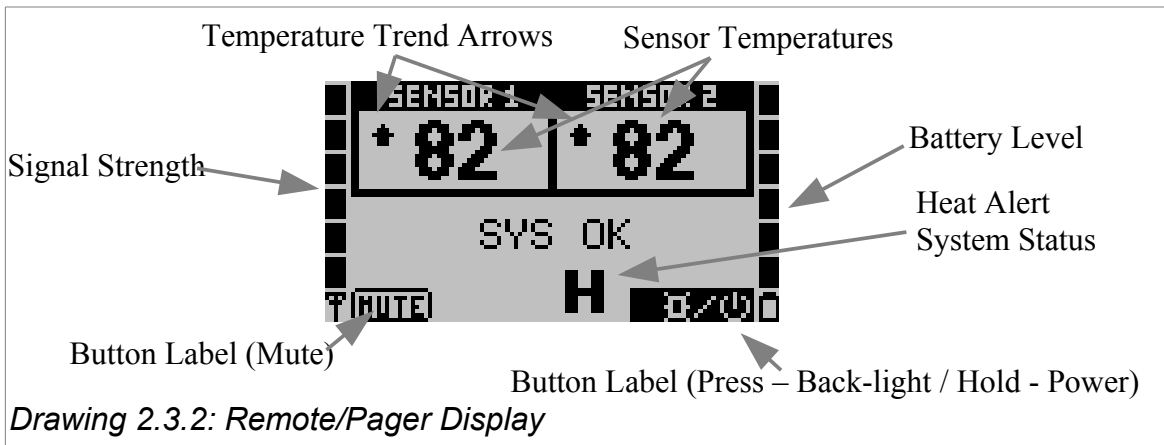 Temperature Trend Arrows Sensor Temperatures
SENSOR 1 SENSOR 2
82 82
Signal Strength
Battery Level
Heat Alert
System Status
SYS OK
H
MUTE
Button Label (Mute)
Button Label (Press – Back-light / Hold - Power)
Drawing 2.3.2: Remote/Pager Display